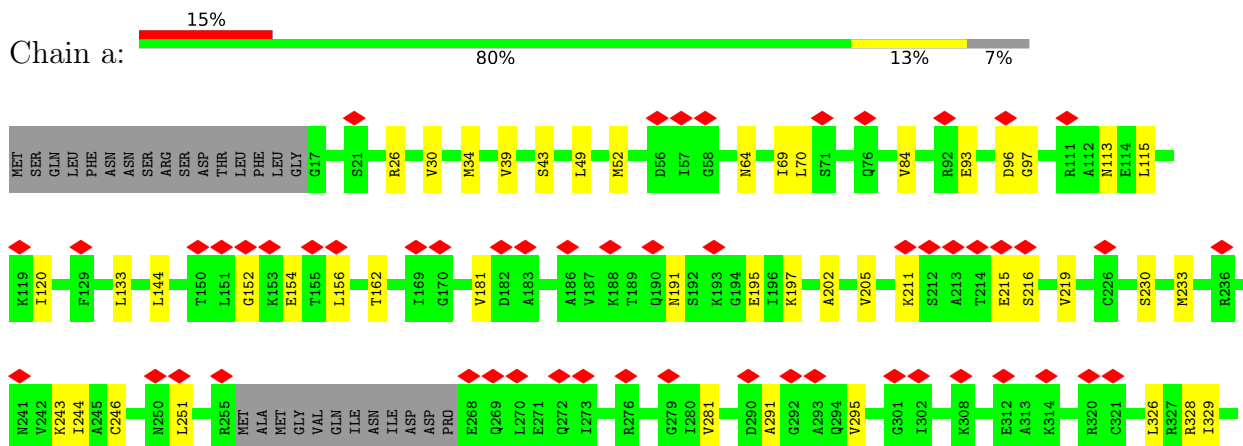 15%
Chain a:
80% 13% 7%
MET SER GLN LEU PHE ASN ASN SER ARG SER ASP THR LEU PHE LEU GLY G17 S21 R26 V30 M34 V39 S43 L49 M52 D56 I57 G58 N64 I69 L70 S71 Q76 V84 R92 E93 D96 G97 R111 A112 N113 E114 L115
K119 I120 F129 L133 L144 T150 L151 G152 K153 E154 T155 L156 T162 I169 G170 V181 D182 A183 A186 V187 K188 T189 Q190 N191 S192 K193 G194 E195 I196 K197 A202 V205 K211 S212 A213 T214 E215 S216 V219 C226 S230 M233 R236
N241 V242 K243 I244 A245 C246 N250 L251 R255 MET ALA MET GLY VAL GLN ILE ASN ILE ASP ASP PRO E268 Q269 L270 E271 Q272 I273 R276 G279 I280 V281 D290 A291 G292 A293 Q294 V295 G301 I302 K308 E312 A313 K314 R320 C321 L326 R327 R328 I329